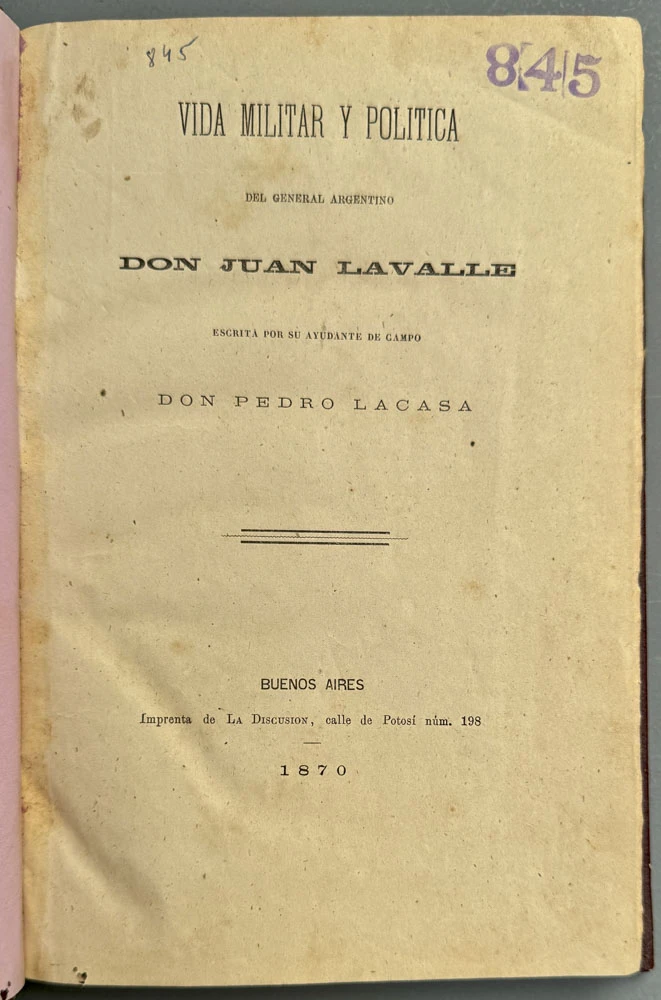 845
845
VIDA MILITAR Y POLITICA
DEL GENERAL ARGENTINO
DON JUAN LAVALLE
ESCRITA POR SU AYUDANTE DE CAMPO
DON PEDRO LACASA
BUENOS AIRES
Imprenta de LA DISCUSION, calle de Potosí núm. 198
1870